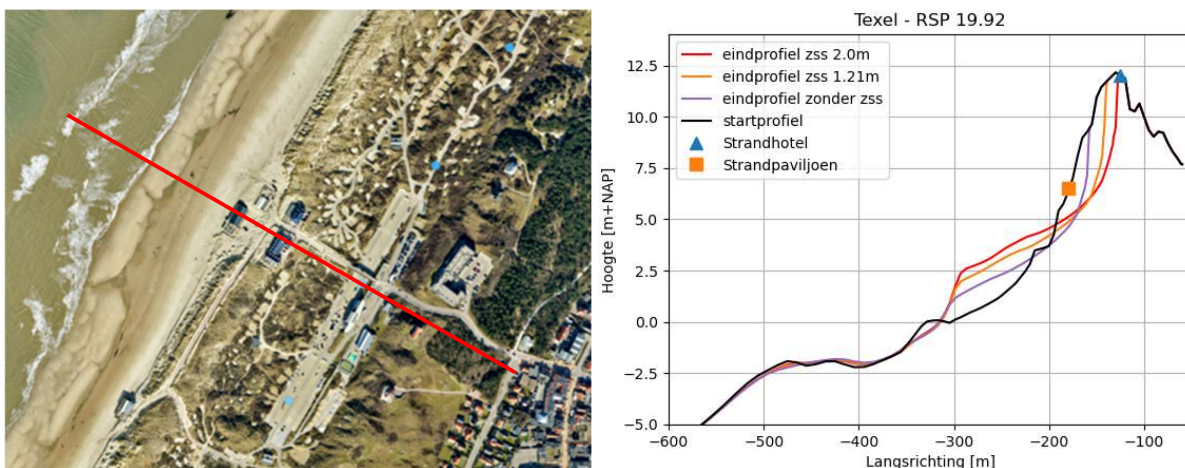 Texel - RSP 19.92
eindprofiel zss 2.0m
eindprofiel zss 1.21m
eindprofiel zonder zss
startprofiel
Strandhotel
Strandpaviljoen
Hoogte [m+NAP]
12.5
10.0
7.5
5.0
2.5
0.0
−2.5
−5.0
−600
−500
−400
−300
−200
−100
Langsrichting [m]